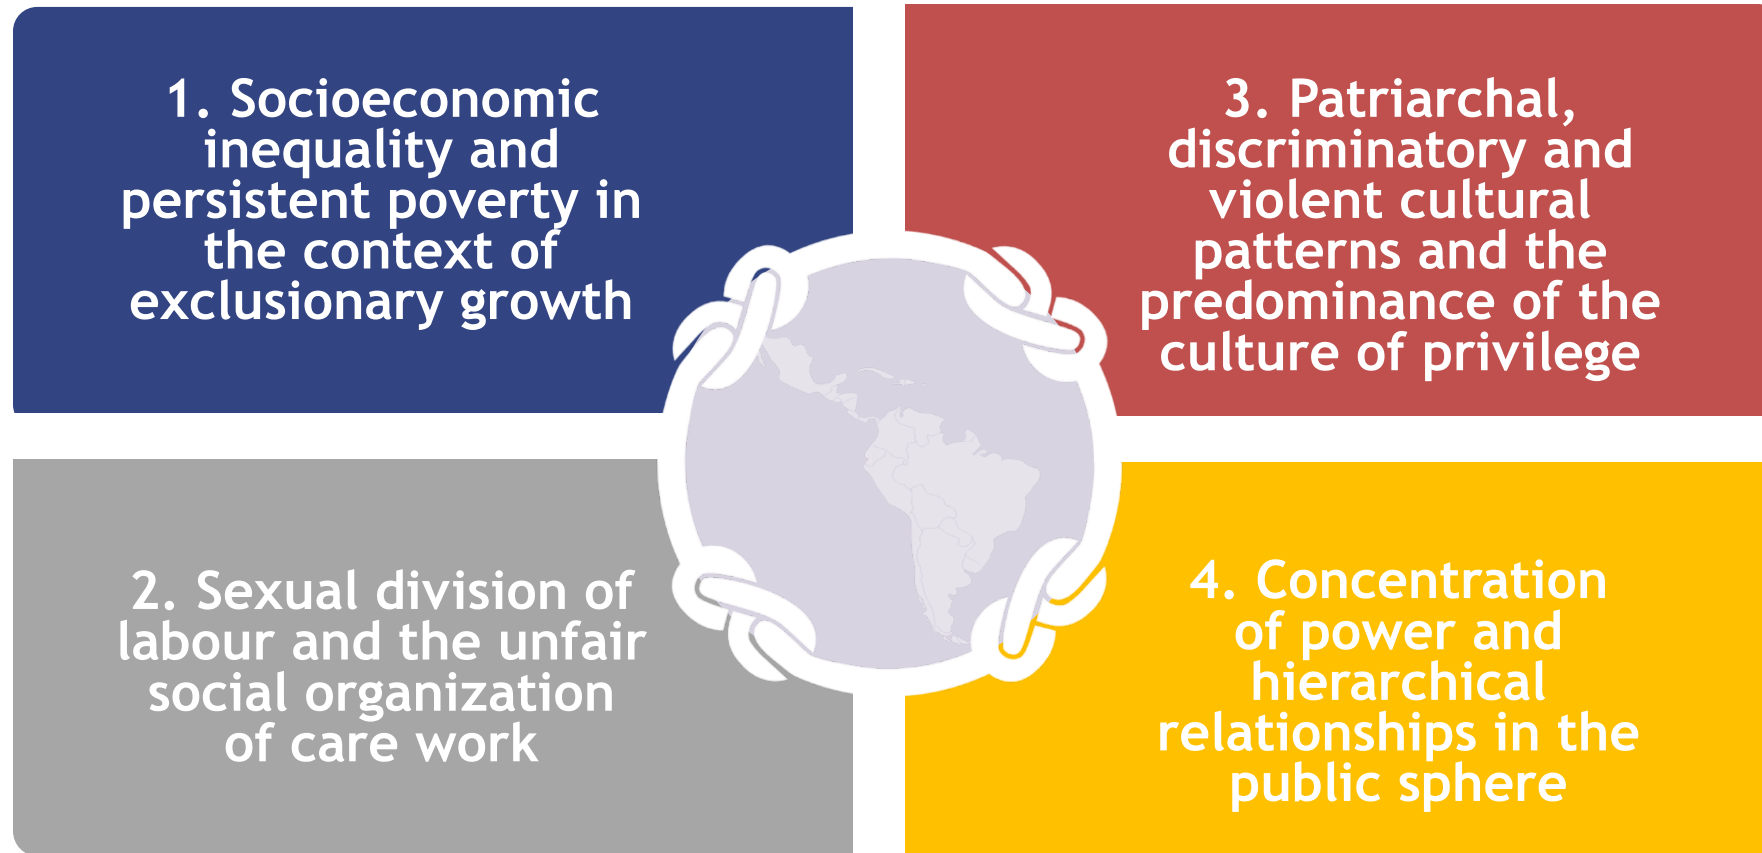 1. Socioeconomic
inequality and
persistent poverty in
the context of
exclusionary growth
2. Sexual division of
labour and the unfair
social organization
of care work
3. Patriarchal,
discriminatory and
violent cultural
patterns and the
predominance of the
culture of privilege
4. Concentration
of power and
hierarchical
relationships in the
public sphere